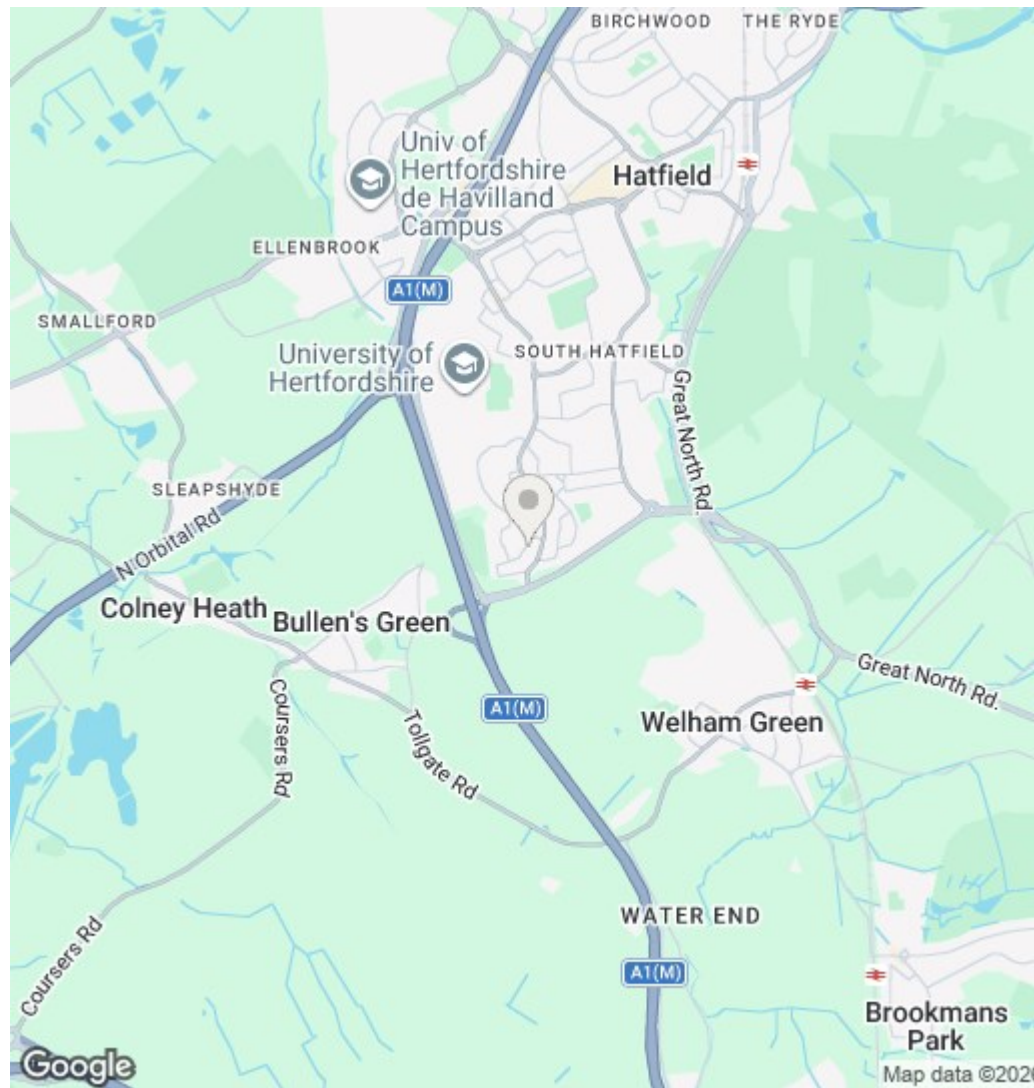 BIRCHWOOD
THE RYDE
Univ of
Hertfordshire
de Havilland
Campus
Hatfield
ELLENBROOK
A1(M)
SMALLFORD
University of
Hertfordshire
SOUTH HATFIELD
Great North Rd.
SLEAPSHYDE
N Orbital Rd
Colney Heath
Bullen's Green
Great North Rd.
Coursers Rd
A1(M)
Welham Green
Tollgate Rd
WATER END
Coursers Rd
A1(M)
Brookmans
Park
Google
Map data ©202